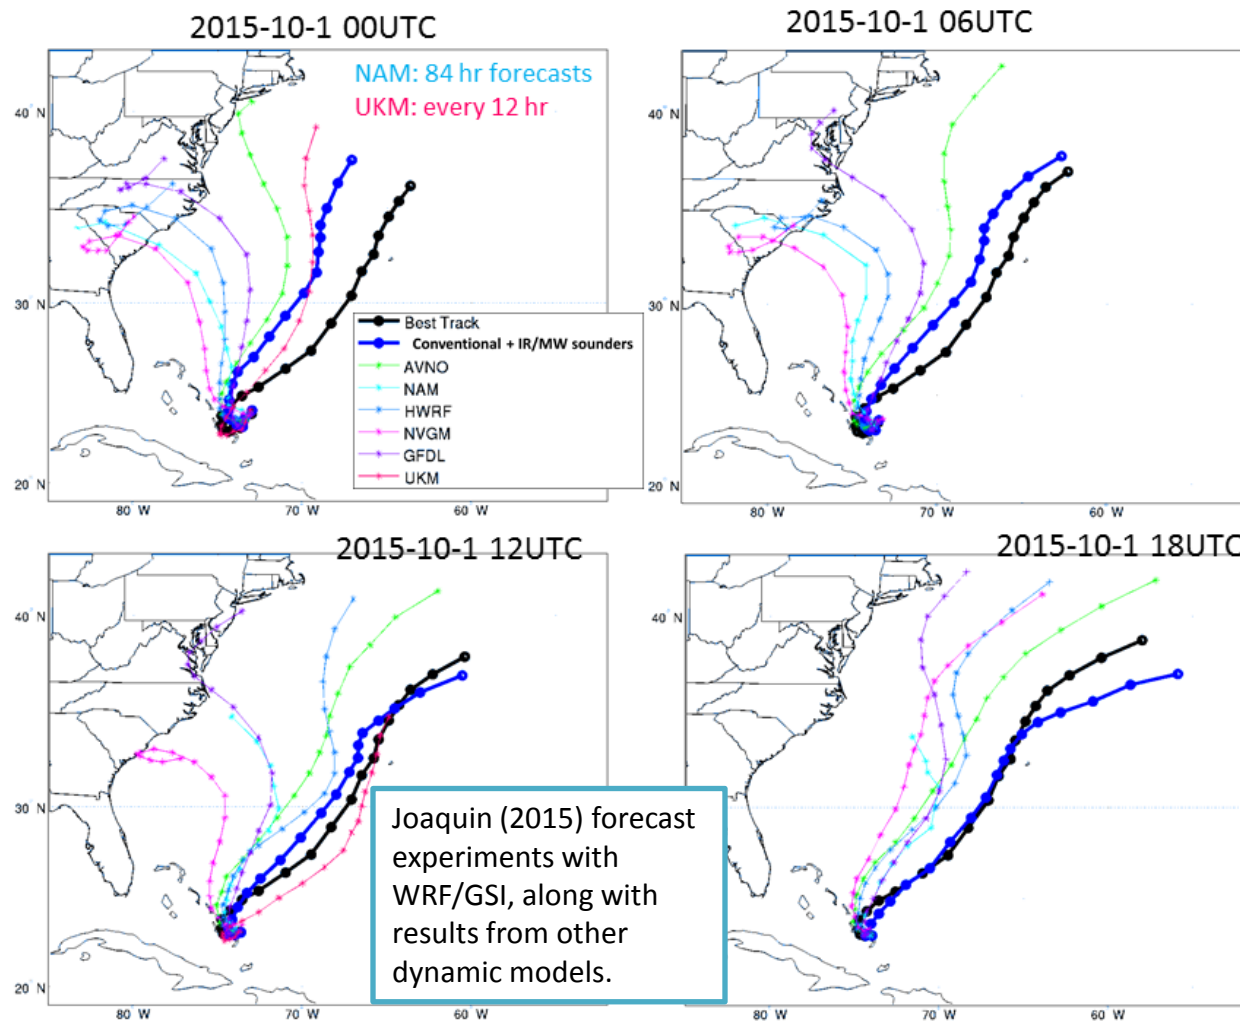 2015-10-1 00UTC
NAM: 84 hr forecasts
UKM: every 12 hr
40° N
30 N
20° N
80 W
70 W
60 W
Best Track
Conventional + IR/MW sounders
AVNO
NAM
HWRF
NVGM
GFDL
UKM
2015-10-1 06UTC
40° N
30 N
20° N
80 W
70 W
60 W
2015-10-1 12UTC
40° N
30 N
20° N
80 W
70 W
60 W
2015-10-1 18UTC
40° N
30 N
20° N
80 W
70 W
60 W
Joaquin (2015) forecast
experiments with
WRF/GSI, along with
results from other
dynamic models.